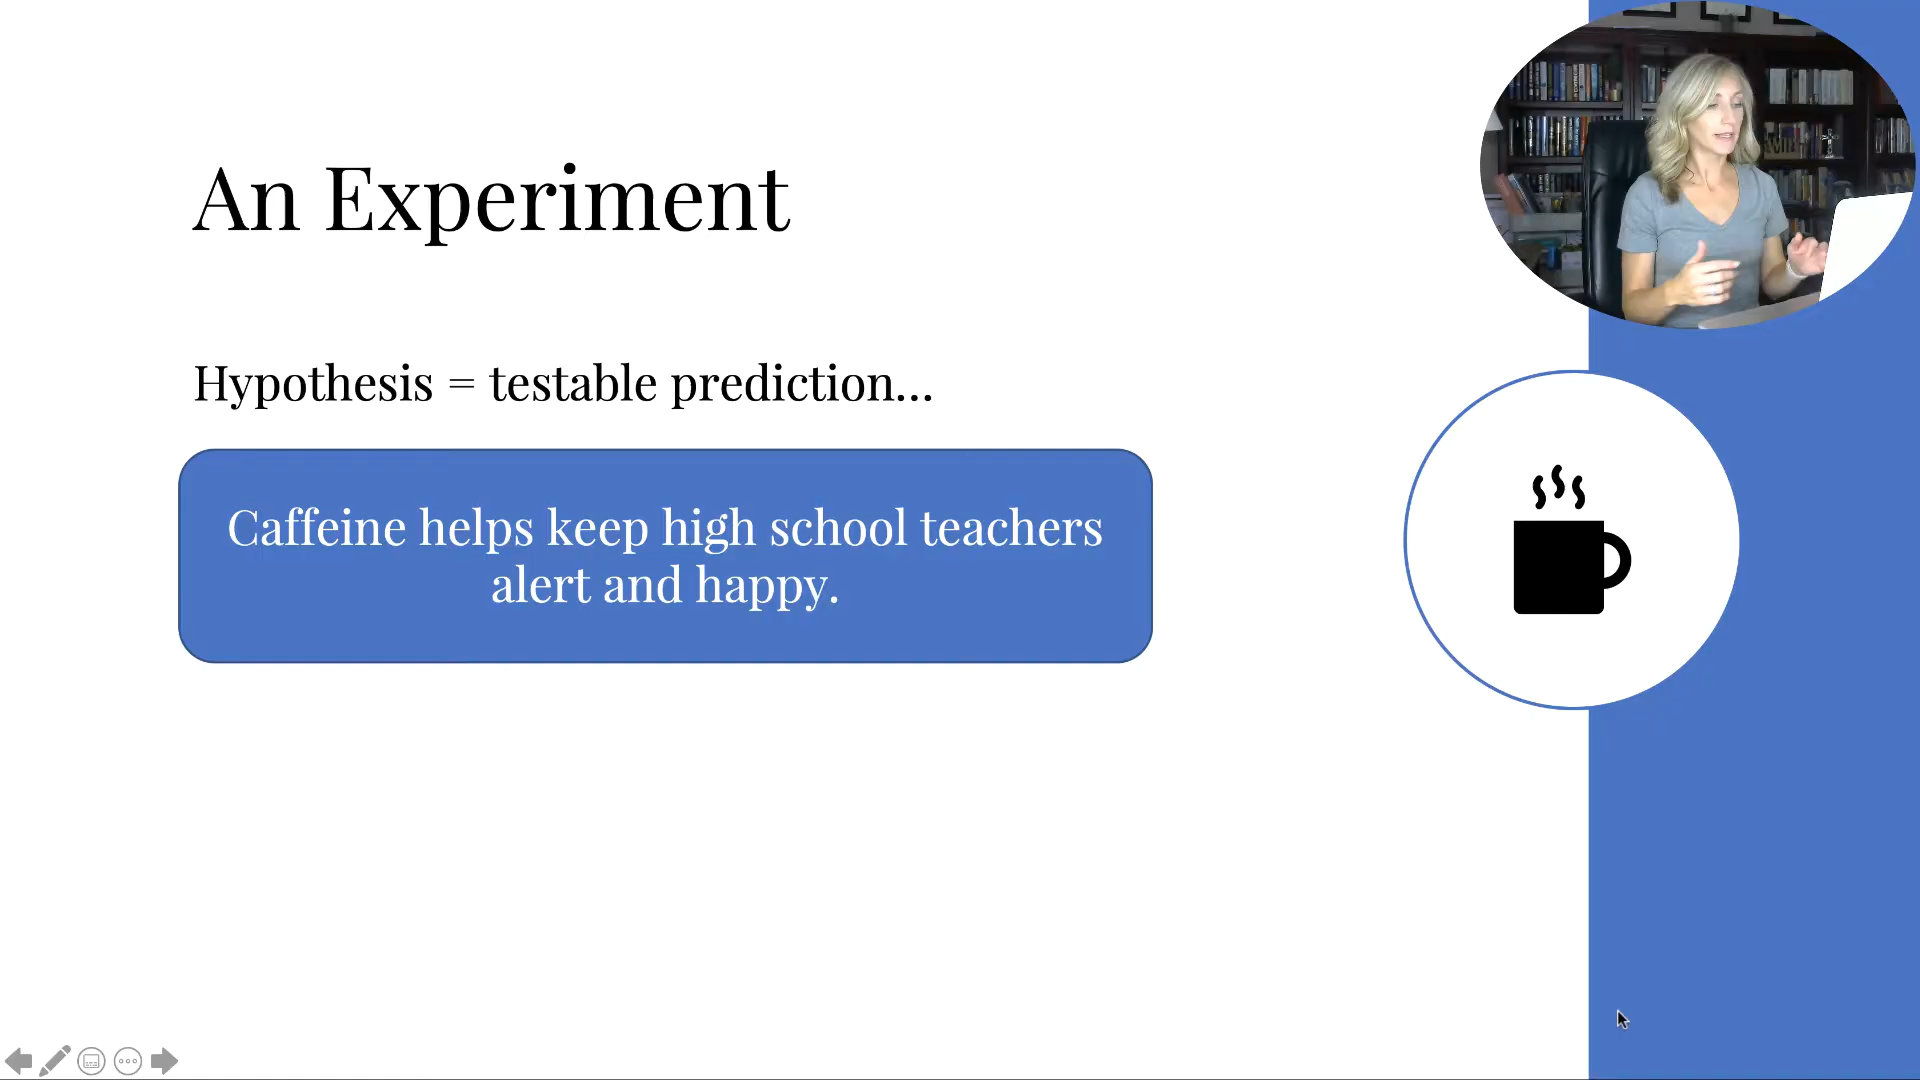 An Experiment
Hypothesis = testable prediction...
Caffeine helps keep high school teachers
alert and happy.